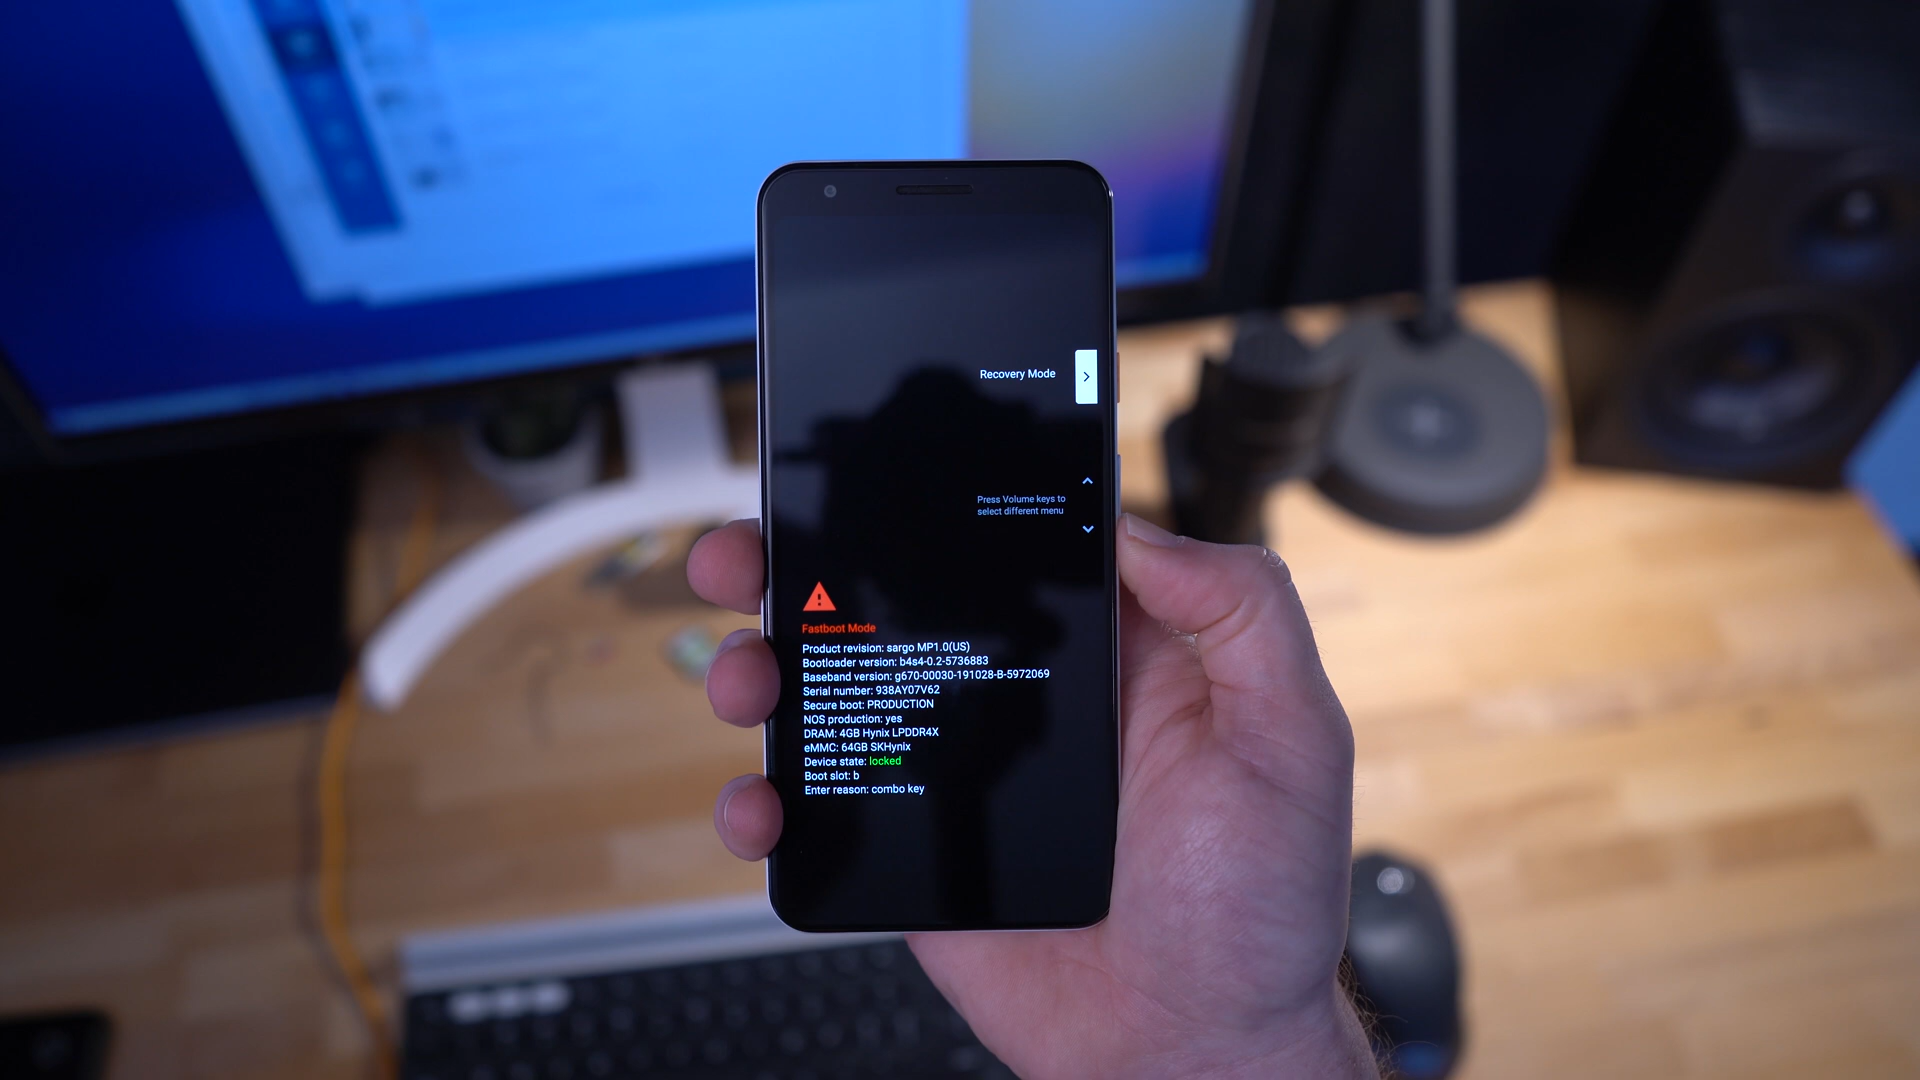 Recovery Mode
Press Volume keys to
select different menu
Fastboot Mode
Product revision: sargo MP1.0(US)
Bootloader version: b4s4-0.2-5736883
Baseband version: g670-00030-191028-B-5972069
Serial number: 938AY07V62
Secure boot: PRODUCTION
NOS production: yes
DRAM: 4GB Hynix LPDDR4X
eMMC: 64GB SKHynix
Device state: locked
Boot slot: b
Enter reason: combo key